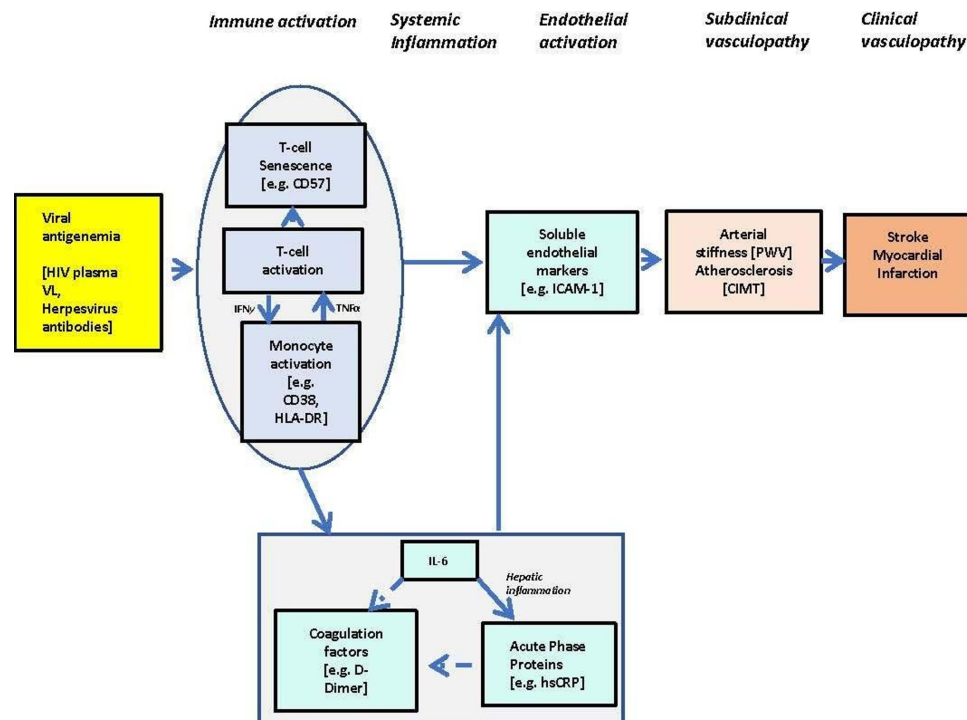 Immune activation
Systemic
Inflammation
Endothelial
activation
Subclinical
vasculopathy
Clinical
vasculopathy
T-cell
Senescence
[e.g. CD57]
Viral
antigenemia
[HIV plasma
VL,
Herpesvirus
antibodies]
T-cell
activation
IFNγ
TNFα
Monocyte
activation
[e.g.
CD38,
HLA-DR]
Soluble
endothelial
markers
[e.g. ICAM-1]
Arterial
stiffness [PWV]
Atherosclerosis
[CIMT]
Stroke
Myocardial
Infarction
IL-6
Hepatic
inflammation
Coagulation
factors
[e.g. D-
Dimer]
Acute Phase
Proteins
[e.g. hsCRP]